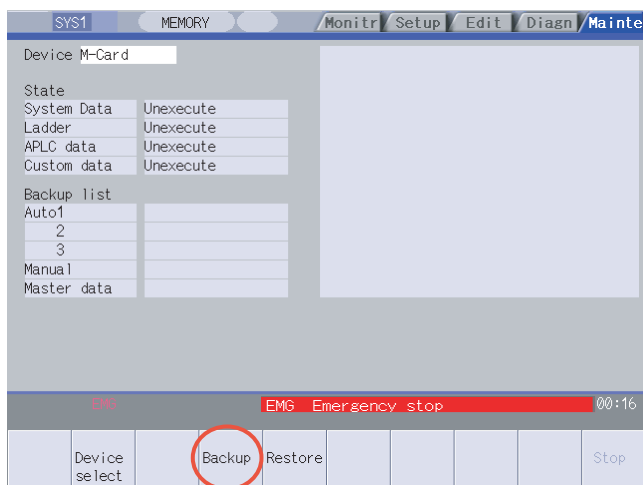 SYS1 MEMORY Monitr Setup Edit Diagn Mainte
Device M-Card
State
System Data Unexecute
Ladder Unexecute
APLC data Unexecute
Custom data Unexecute
Backup list
Auto1
2
3
Manual
Master data
EMG Emergency stop 00:16
Device select Backup Restore Stop